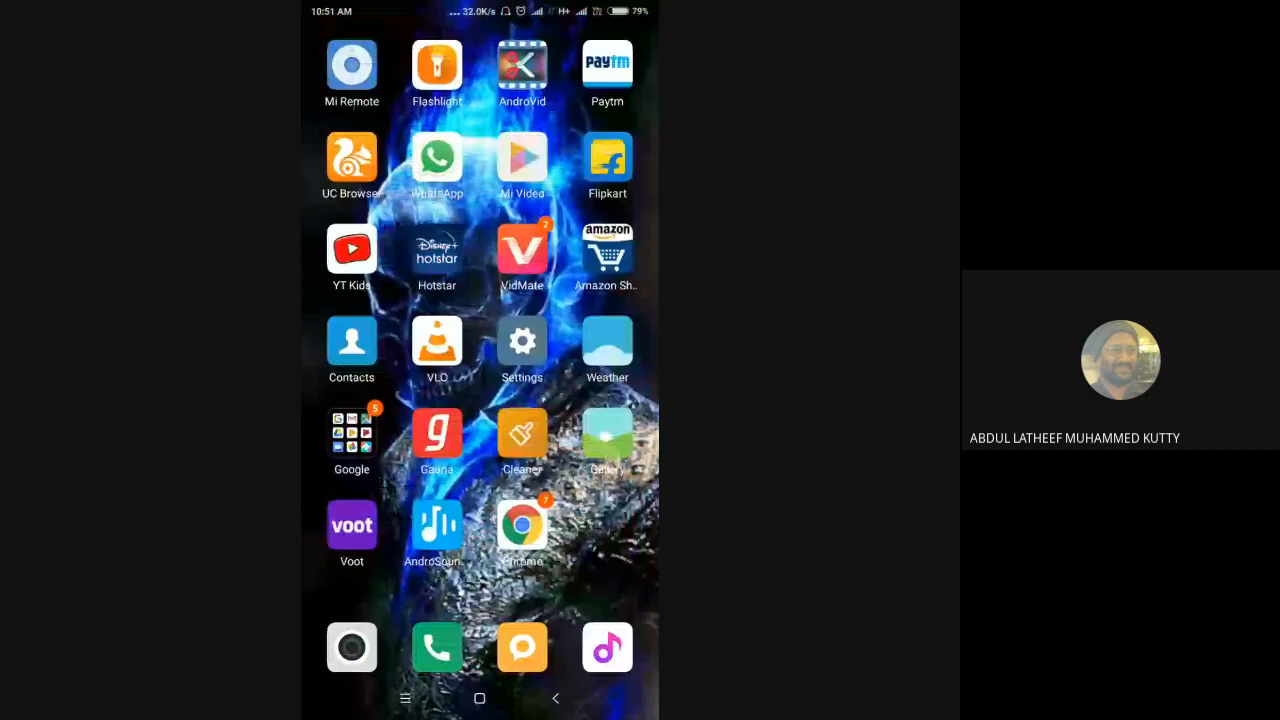 10:51 AM ... 32.0K/s H+ 79%
Paytm
Mi Remote Flashlight AndroVid Paytm
UC Browser WhatsApp Mi Video Flipkart
Disney+ hotstar 2 amazon
YT Kids Hotstar VidMate Amazon Sh..
Contacts VLC Settings Weather
5
g
Google Gaana Cleaner Gallery
voot 7
Voot AndroSoun.. Chrome
ABDUL LATHEEF MUHAMMED KUTTY